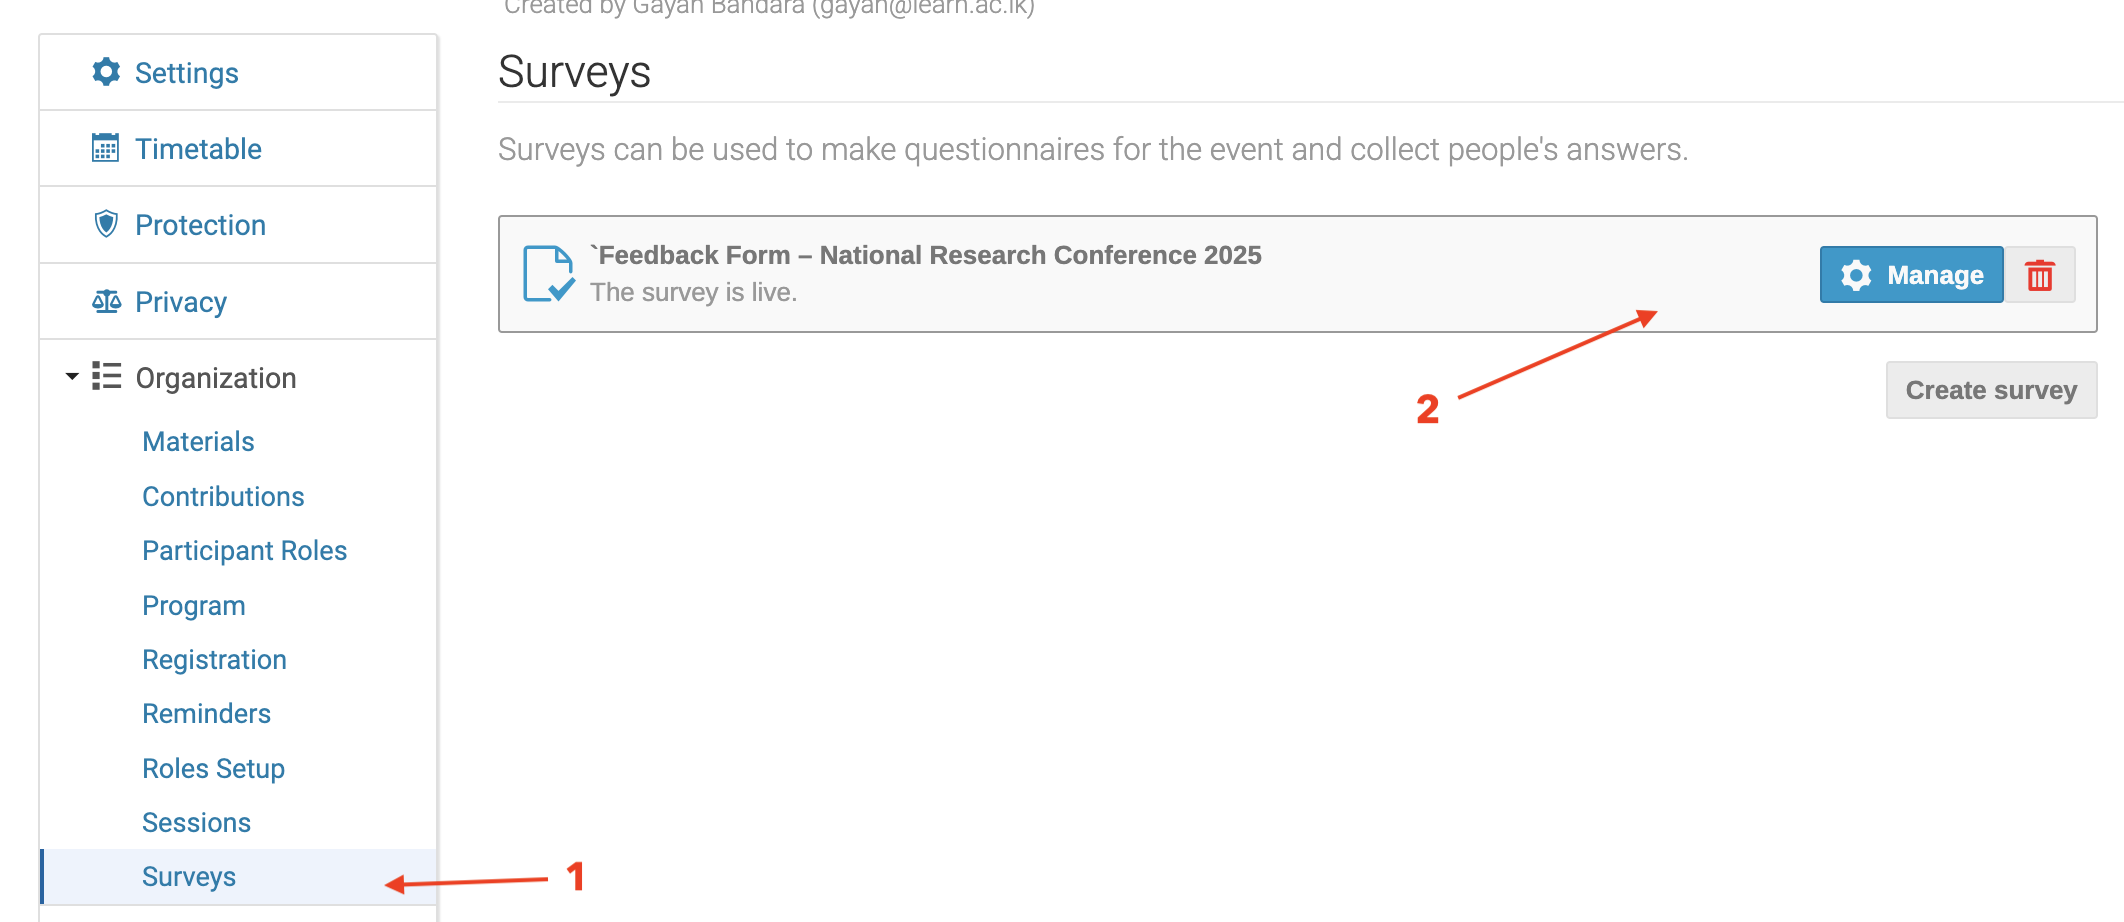 Created by Gayan Bandara (gayan@learn.ac.lk)
Settings
Timetable
Protection
Privacy
Organization
Materials
Contributions
Participant Roles
Program
Registration
Reminders
Roles Setup
Sessions
Surveys
1
Surveys
Surveys can be used to make questionnaires for the event and collect people's answers.
`Feedback Form – National Research Conference 2025
The survey is live.
Manage
2
Create survey